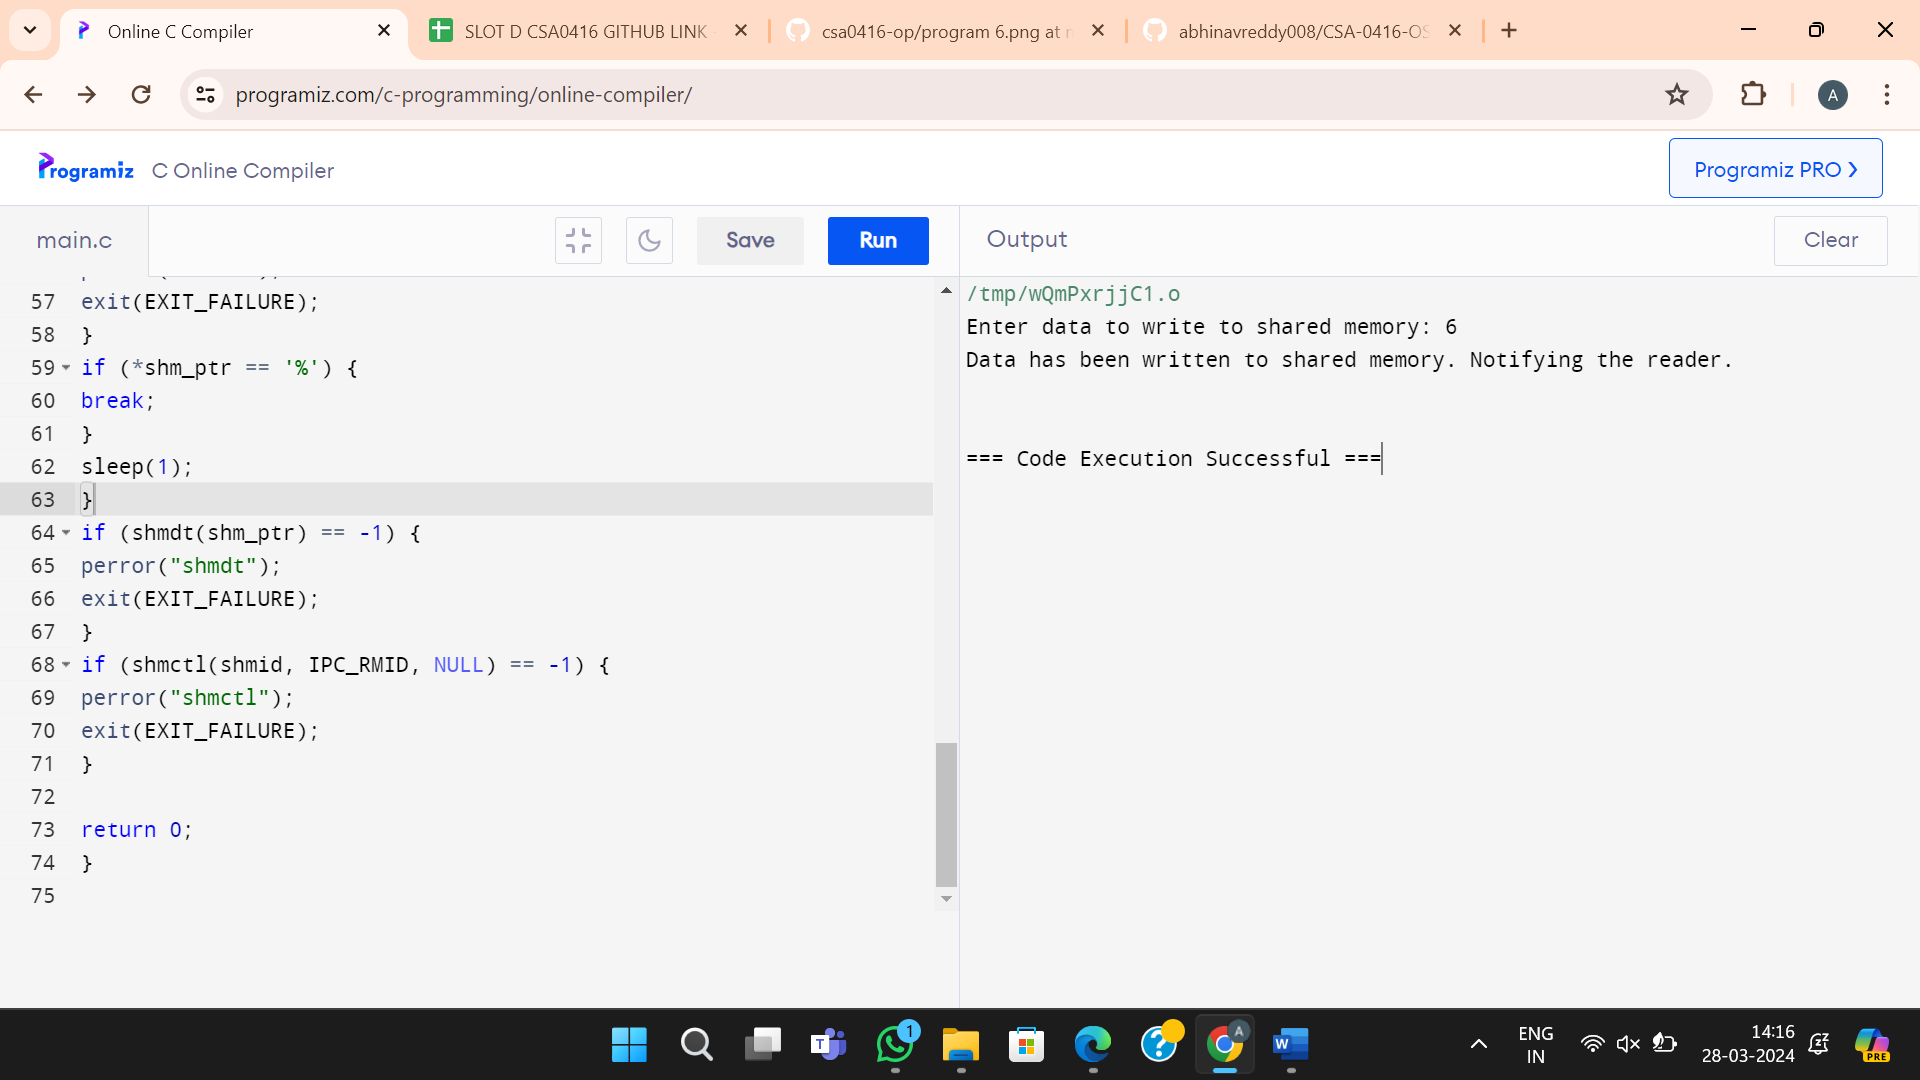 Online C Compiler
SLOT D CSA0416 GITHUB LINK
csa0416-op/program 6.png at
abhinavreddy008/CSA-0416-OS
programiz.com/c-programming/online-compiler/
A
Programiz
C Online Compiler
Programiz PRO
main.c
Save
Run
Output
Clear
57 exit(EXIT_FAILURE);
58 }
59 if (*shm_ptr == '%') {
60 break;
61 }
62 sleep(1);
63 }
64 if (shmdt(shm_ptr) == -1) {
65 perror("shmdt");
66 exit(EXIT_FAILURE);
67 }
68 if (shmctl(shmid, IPC_RMID, NULL) == -1) {
69 perror("shmctl");
70 exit(EXIT_FAILURE);
71 }
72
73 return 0;
74 }
75
/tmp/wQmPxrjjC1.o
Enter data to write to shared memory: 6
Data has been written to shared memory. Notifying the reader.
=== Code Execution Successful ===
T
1
A
W
ENG
IN
14:16
28-03-2024
PRE